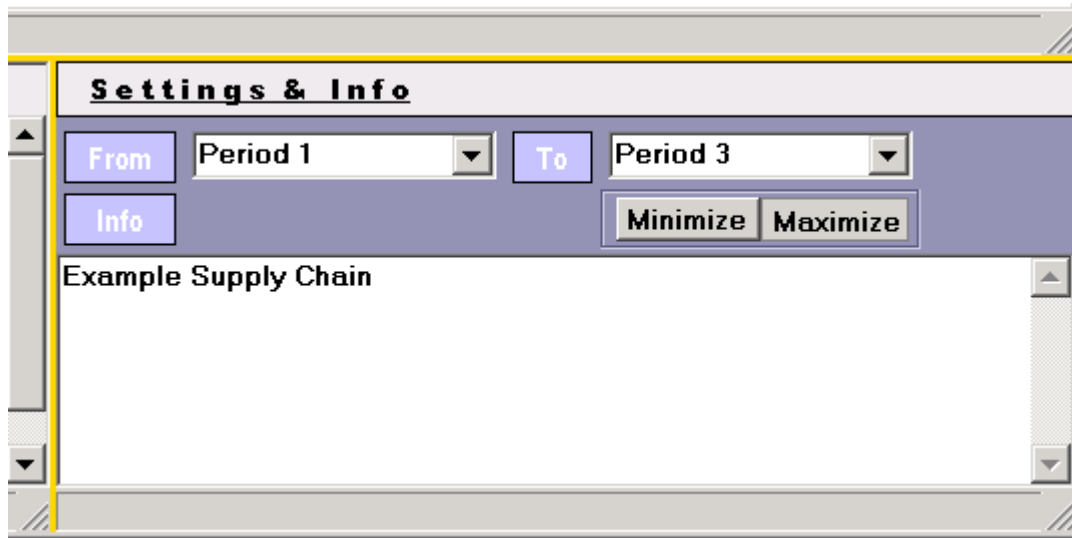 Settings & Info
From Period 1 To Period 3
Info Minimize Maximize
Example Supply Chain